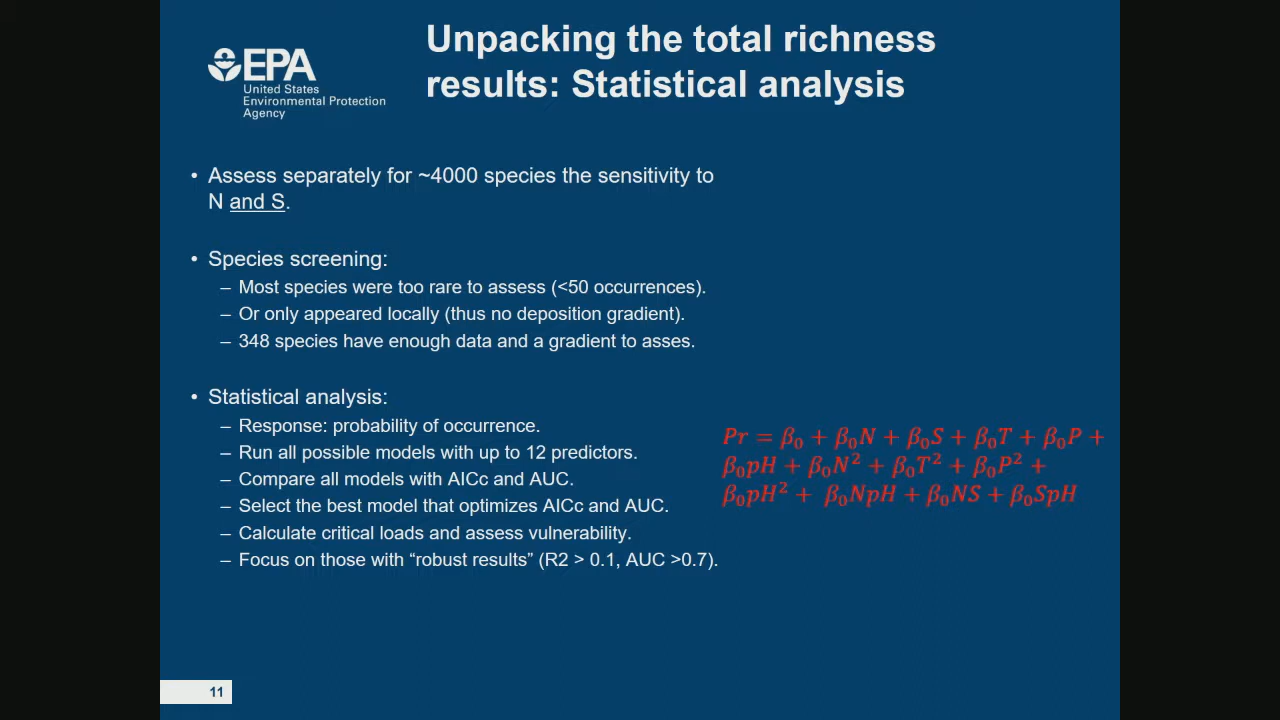 EPA
United States
Environmental Protection
Agency
Unpacking the total richness
results: Statistical analysis
• Assess separately for ~4000 species the sensitivity to
N and S.
• Species screening:
– Most species were too rare to assess (<50 occurrences).
– Or only appeared locally (thus no deposition gradient).
– 348 species have enough data and a gradient to asses.
• Statistical analysis:
– Response: probability of occurrence.
– Run all possible models with up to 12 predictors.
– Compare all models with AICc and AUC.
– Select the best model that optimizes AICc and AUC.
– Calculate critical loads and assess vulnerability.
– Focus on those with “robust results” (R2 > 0.1, AUC >0.7).
Pr = β₀ + β₀N + β₀S + β₀T + β₀P +
β₀pH + β₀N² + β₀T² + β₀P² +
β₀pH² + β₀NpH + β₀NS + β₀SpH
11